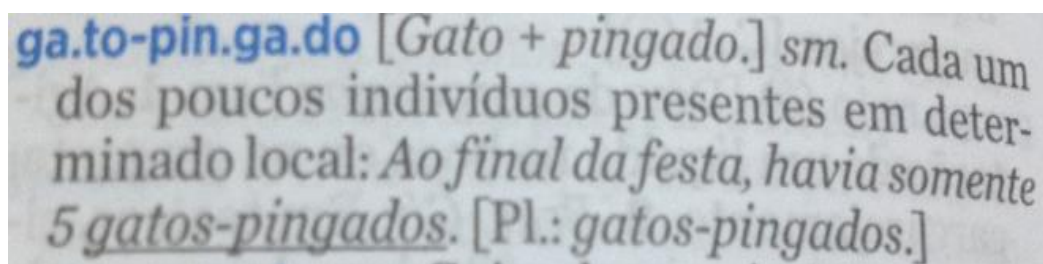 ga.to-pin.ga.do [Gato + pingado.] sm. Cada um
dos poucos indivíduos presentes em deter-
minado local: Ao final da festa, havia somente
5 gatos-pingados. [Pl.: gatos-pingados.]